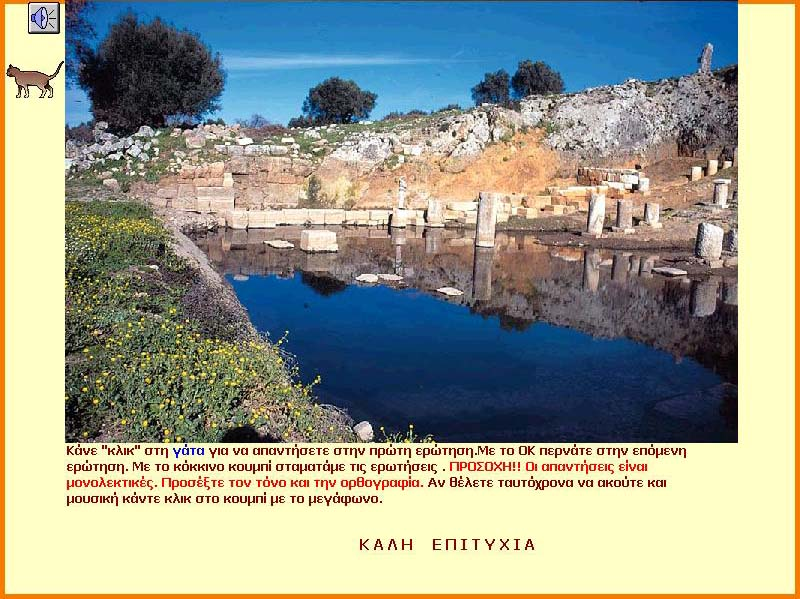 Κάνε "κλικ" στη γάτα για να απαντήσετε στην πρώτη ερώτηση.Με το ΟΚ περνάτε στην επόμενη
ερώτηση. Με το κόκκινο κουμπί σταματάμε τις ερωτήσεις . ΠΡΟΣΟΧΗ!! Οι απαντήσεις είναι
μονολεκτικές. Προσέξτε τον τόνο και την ορθογραφία. Αν θέλετε ταυτόχρονα να ακούτε και
μουσική κάντε κλικ στο κουμπί με το μεγάφωνο.
ΚΑΛΗ ΕΠΙΤΥΧΙΑ